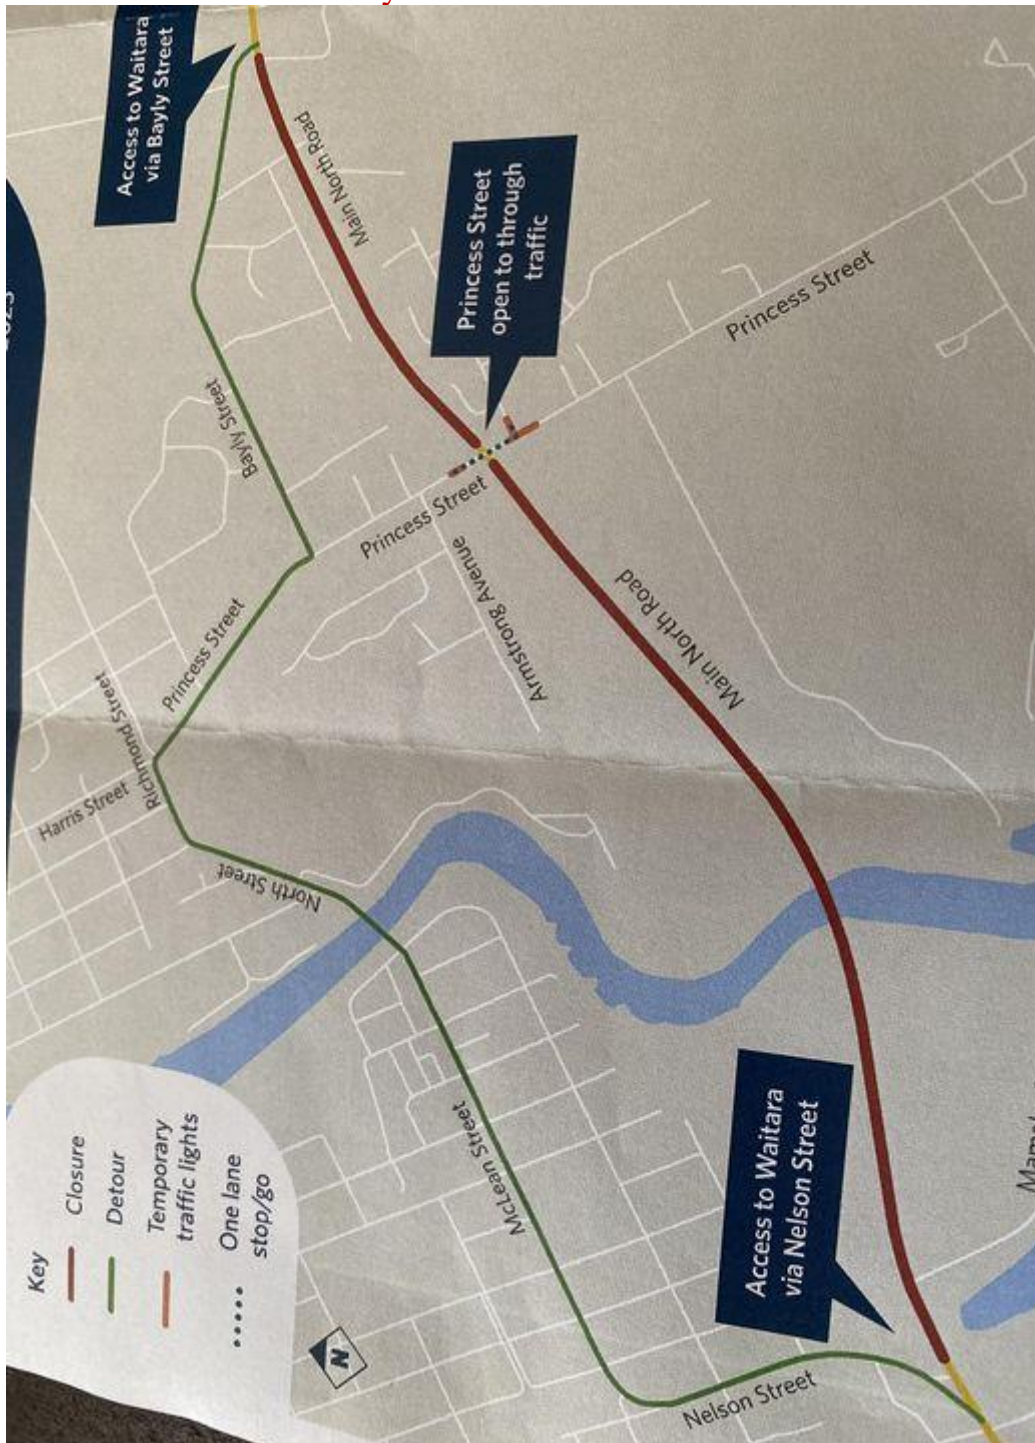 Access to Waitara
via Bayly Street
Main North Road
Princess Street
open to through
traffic
Princess Street
Bayly Street
Princess Street
Armstrong Avenue
Main North Road
Princess Street
Richmond Street
Harris Street
North Street
McLean Street
Access to Waitara
via Nelson Street
Nelson Street
Key
Closure
Detour
Temporary
traffic lights
One lane
stop/go
N